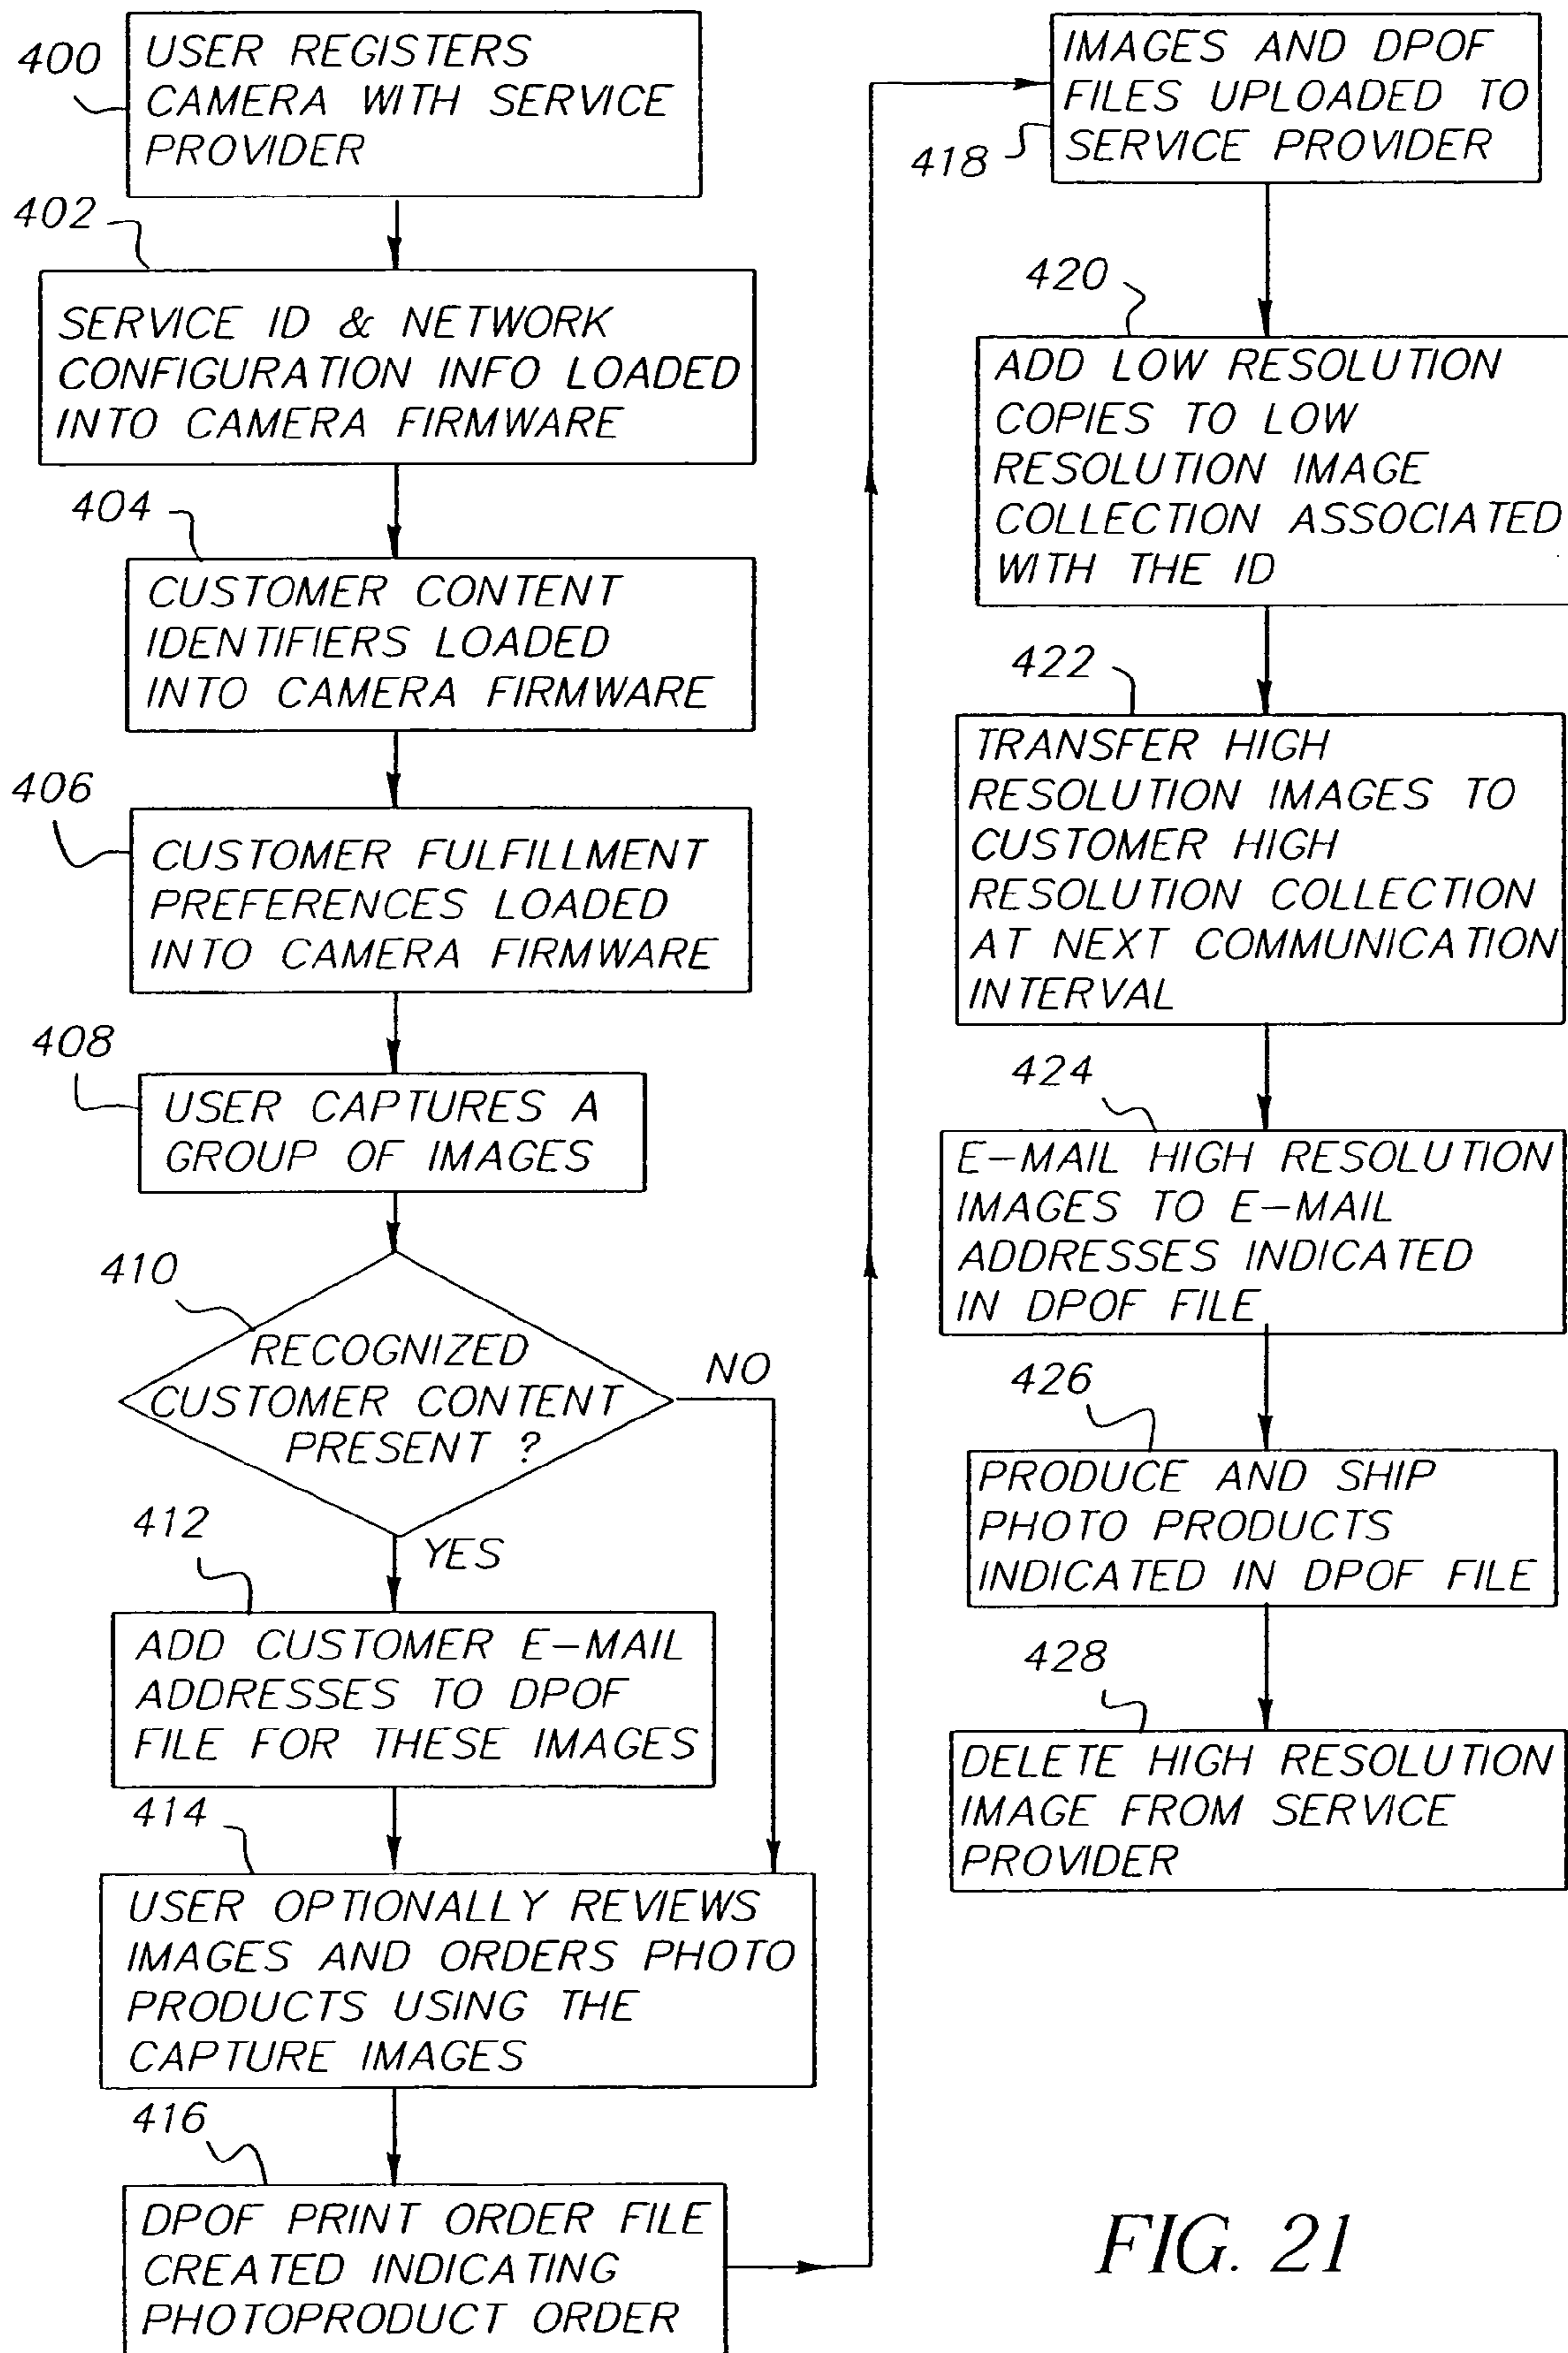 400
USER REGISTERS
CAMERA WITH SERVICE
PROVIDER
402
SERVICE ID & NETWORK
CONFIGURATION INFO LOADED
INTO CAMERA FIRMWARE
404
CUSTOMER CONTENT
IDENTIFIERS LOADED
INTO CAMERA FIRMWARE
406
CUSTOMER FULFILLMENT
PREFERENCES LOADED
INTO CAMERA FIRMWARE
408
USER CAPTURES A
GROUP OF IMAGES
410
RECOGNIZED
CUSTOMER CONTENT
PRESENT ?
NO
YES
412
ADD CUSTOMER E-MAIL
ADDRESSES TO DPOF
FILE FOR THESE IMAGES
414
USER OPTIONALLY REVIEWS
IMAGES AND ORDERS PHOTO
PRODUCTS USING THE
CAPTURE IMAGES
416
DPOF PRINT ORDER FILE
CREATED INDICATING
PHOTOPRODUCT ORDER
418
IMAGES AND DPOF
FILES UPLOADED TO
SERVICE PROVIDER
420
ADD LOW RESOLUTION
COPIES TO LOW
RESOLUTION IMAGE
COLLECTION ASSOCIATED
WITH THE ID
422
TRANSFER HIGH
RESOLUTION IMAGES TO
CUSTOMER HIGH
RESOLUTION COLLECTION
AT NEXT COMMUNICATION
INTERVAL
424
E-MAIL HIGH RESOLUTION
IMAGES TO E-MAIL
ADDRESSES INDICATED
IN DPOF FILE
426
PRODUCE AND SHIP
PHOTO PRODUCTS
INDICATED IN DPOF FILE
428
DELETE HIGH RESOLUTION
IMAGE FROM SERVICE
PROVIDER
FIG. 21